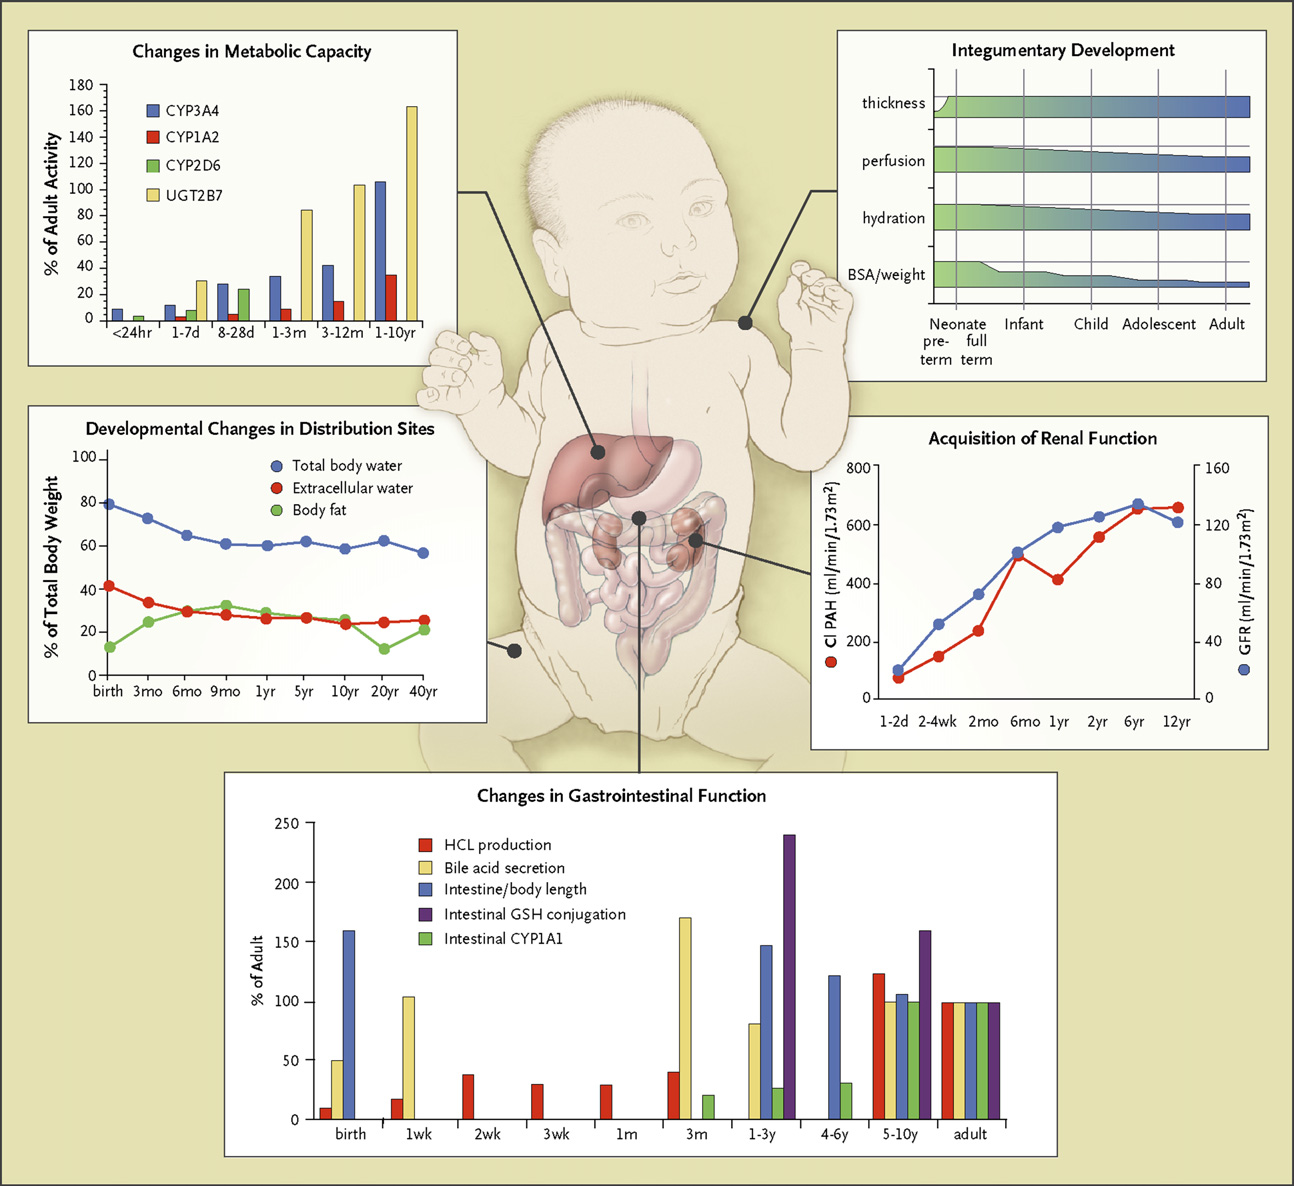 Changes in Metabolic Capacity
% of Adult Activity
180
160
140
120
100
80
60
40
20
0
CYP3A4
CYP1A2
CYP2D6
UGT2B7
<24hr 1-7d 8-28d 1-3m 3-12m 1-10yr
Integumentary Development
thickness
perfusion
hydration
BSA/weight
Neonate Infant Child Adolescent Adult
pre- full
term term
Developmental Changes in Distribution Sites
% of Total Body Weight
100
80
60
40
20
0
Total body water
Extracellular water
Body fat
birth 3mo 6mo 9mo 1yr 5yr 10yr 20yr 40yr
Acquisition of Renal Function
Cl PAH (ml/min/1.73m²)
800
600
400
200
0
160
120
80
40
0
GFR (ml/min/1.73m²)
1-2d 2-4wk 2mo 6mo 1yr 2yr 6yr 12yr
Changes in Gastrointestinal Function
% of Adult
250
200
150
100
50
0
HCL production
Bile acid secretion
Intestine/body length
Intestinal GSH conjugation
Intestinal CYP1A1
birth 1wk 2wk 3wk 1m 3m 1-3y 4-6y 5-10y adult